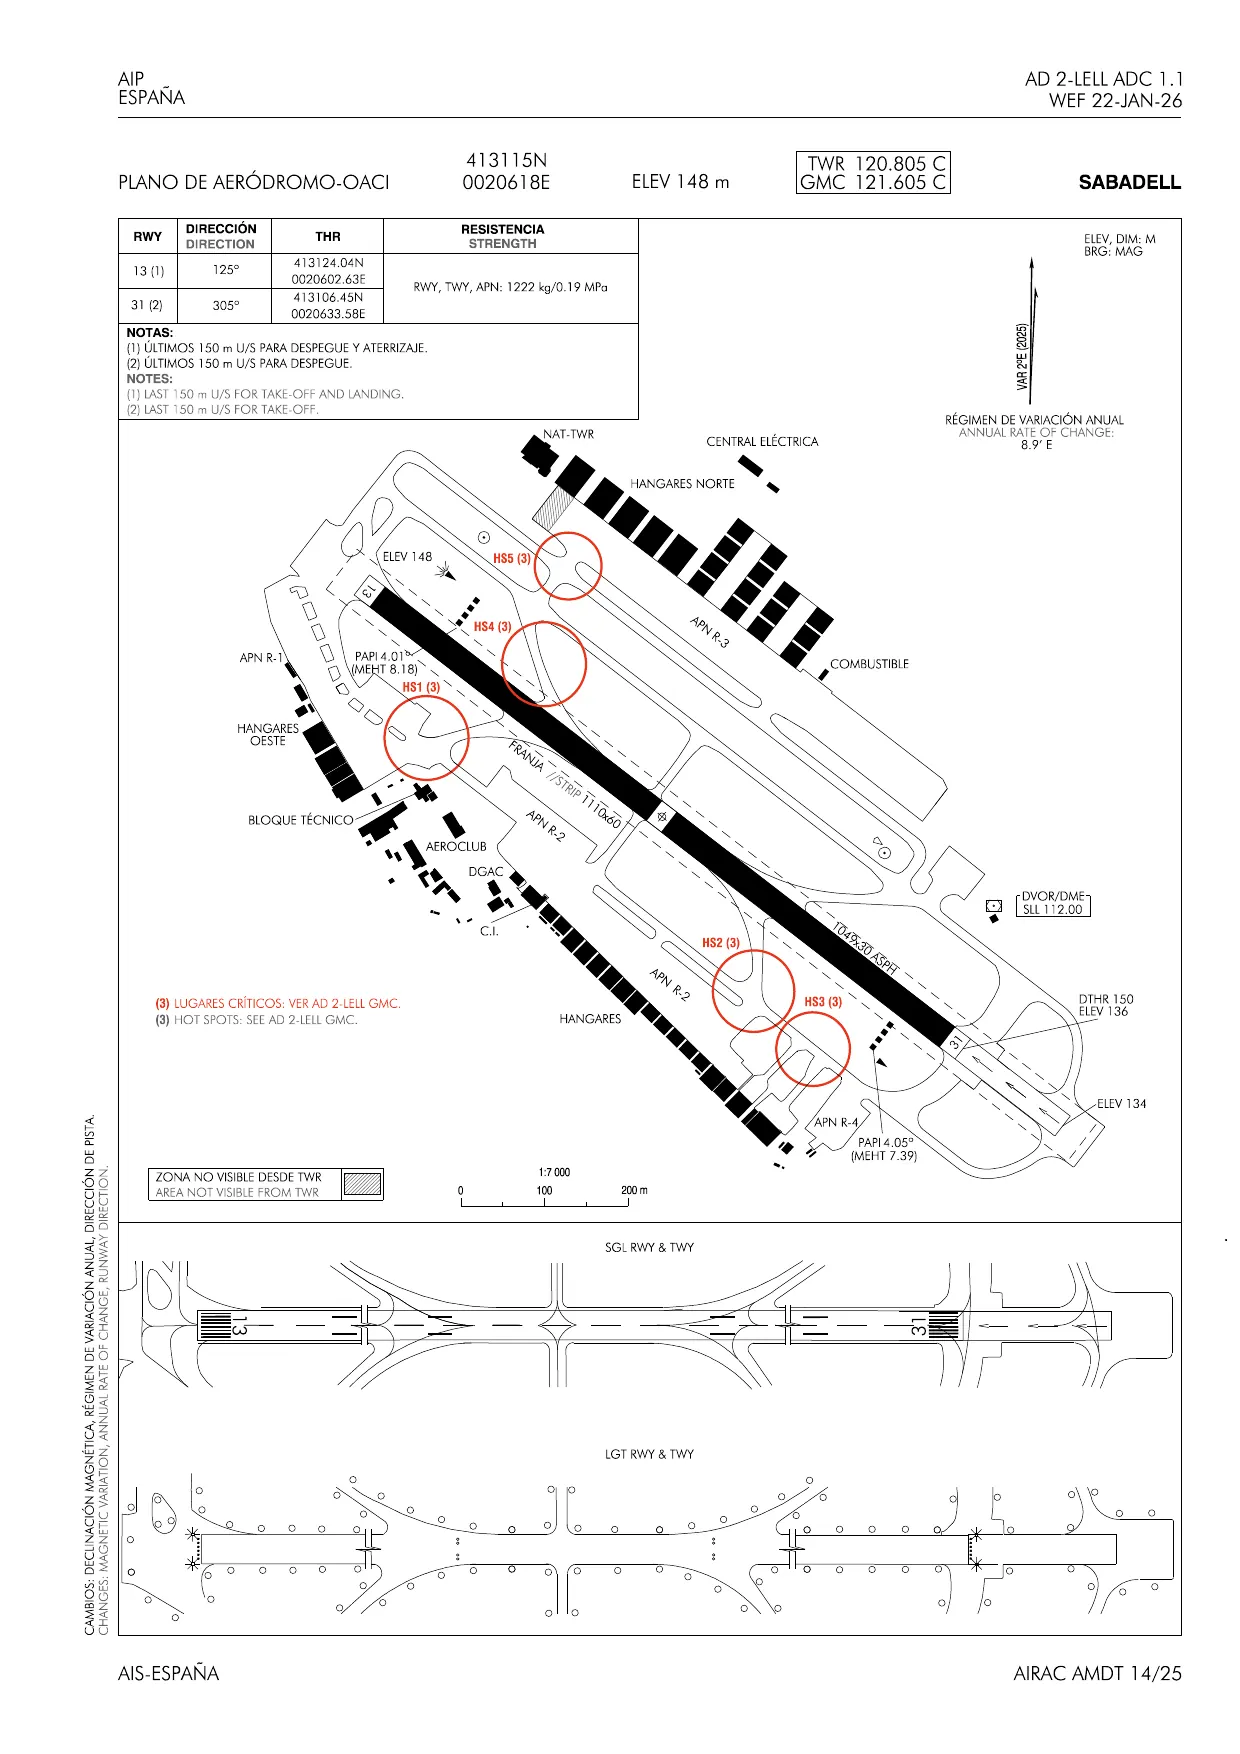 AIP
ESPAÑA
AD 2-LELL ADC 1.1
WEF 22-JAN-26
PLANO DE AERÓDROMO-OACI
413115N
0020618E
ELEV 148 m
TWR 120.805 C
GMC 121.605 C
SABADELL
RWY
DIRECCIÓN
DIRECTION
THR
RESISTENCIA
STRENGTH
13 (1)
125º
413124.04N
0020602.63E
31 (2)
305º
413106.45N
0020633.58E
RWY, TWY, APN: 1222 kg/0.19 MPa
NOTAS:
(1) ÚLTIMOS 150 m U/S PARA DESPEGUE Y ATERRIZAJE.
(2) ÚLTIMOS 150 m U/S PARA DESPEGUE.
NOTES:
(1) LAST 150 m U/S FOR TAKE-OFF AND LANDING.
(2) LAST 150 m U/S FOR TAKE-OFF.
ELEV, DIM: M
BRG: MAG
VAR 2ºE (2025)
RÉGIMEN DE VARIACIÓN ANUAL
ANNUAL RATE OF CHANGE:
8.9’ E
NAT-TWR
CENTRAL ELÉCTRICA
HANGARES NORTE
ELEV 148
HS5 (3)
13
HS4 (3)
APN R-3
PAPI 4.01º
(MEHT 8.18)
APN R-1
COMBUSTIBLE
HS1 (3)
HANGARES
OESTE
FRANJA //STRIP 1110x60
BLOQUE TÉCNICO
APN R-2
AEROCLUB
DGAC
DVOR/DME
SLL 112.00
C.I.
1049x30 ASPH
HS2 (3)
APN R-2
HS3 (3)
(3) LUGARES CRÍTICOS: VER AD 2-LELL GMC.
(3) HOT SPOTS: SEE AD 2-LELL GMC.
HANGARES
DTHR 150
ELEV 136
31
ELEV 134
APN R-4
PAPI 4.05º
(MEHT 7.39)
ZONA NO VISIBLE DESDE TWR
AREA NOT VISIBLE FROM TWR
1:7 000
0 100 200 m
SGL RWY & TWY
13
31
LGT RWY & TWY
CAMBIOS: DECLINACIÓN MAGNÉTICA, RÉGIMEN DE VARIACIÓN ANUAL, DIRECCIÓN DE PISTA.
CHANGES: MAGNETIC VARIATION, ANNUAL RATE OF CHANGE, RUNWAY DIRECTION.
AIS-ESPAÑA
AIRAC AMDT 14/25